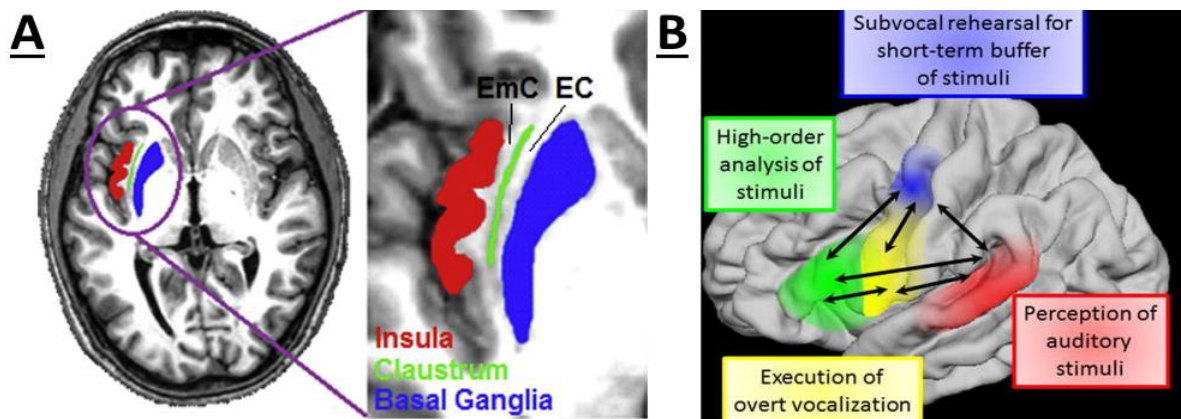 A
EmC
EC
Insula
Claustrum
Basal Ganglia
B
Subvocal rehearsal for
short-term buffer
of stimuli
High-order
analysis of
stimuli
Perception of
auditory
stimuli
Execution of
overt vocalization